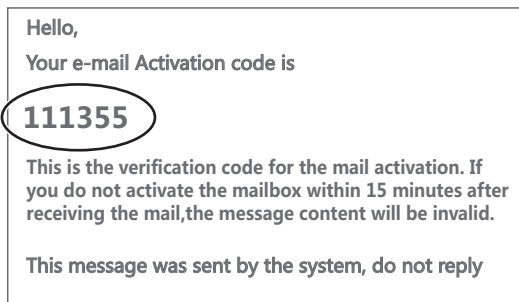 Hello,
Your e-mail Activation code is
111355
This is the verification code for the mail activation. If
you do not activate the mailbox within 15 minutes after
receiving the mail,the message content will be invalid.
This message was sent by the system, do not reply